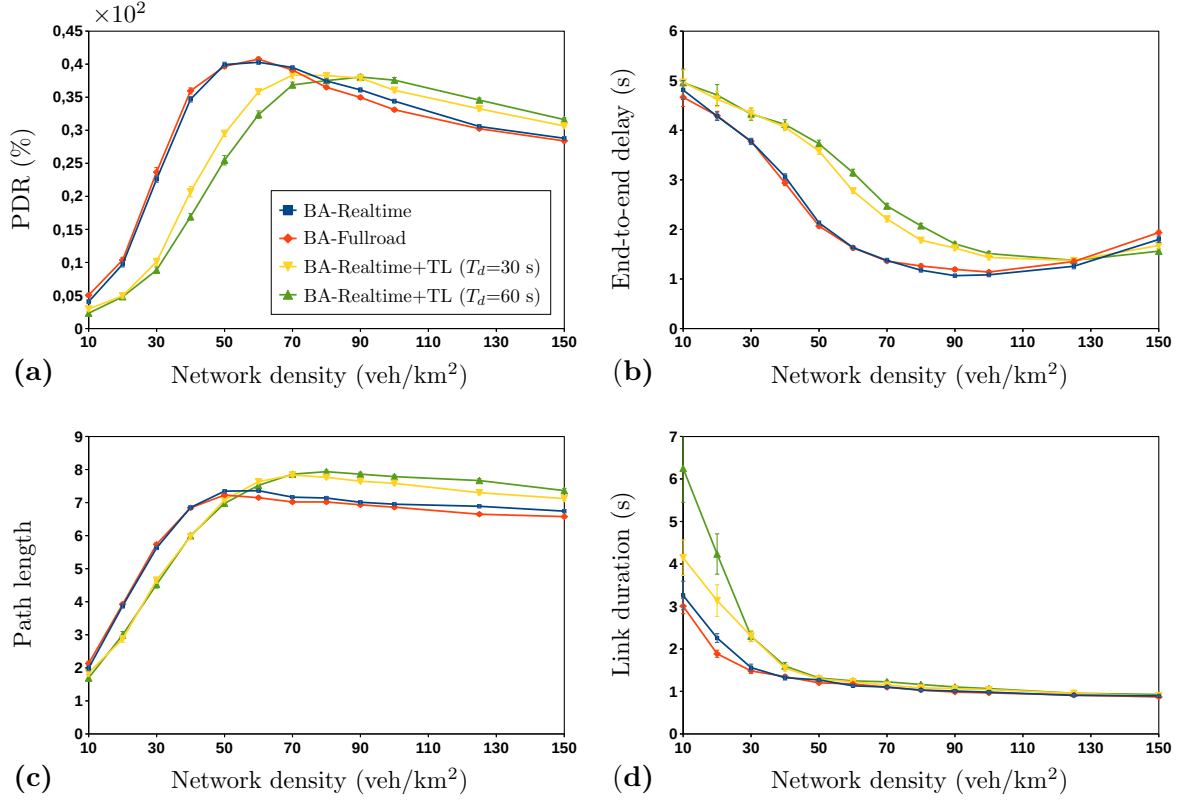 ×10²
PDR (%)
0,45
0,4
0,35
0,3
0,25
0,2
0,15
0,1
0,05
0
10 30 50 70 90 110 130 150
BA-Realtime
BA-Fullroad
BA-Realtime+TL (T_d=30 s)
BA-Realtime+TL (T_d=60 s)
(a) Network density (veh/km²)
End-to-end delay (s)
6
5
4
3
2
1
0
10 30 50 70 90 110 130 150
(b) Network density (veh/km²)
Path length
9
8
7
6
5
4
3
2
1
0
10 30 50 70 90 110 130 150
(c) Network density (veh/km²)
Link duration (s)
7
6
5
4
3
2
1
0
10 30 50 70 90 110 130 150
(d) Network density (veh/km²)